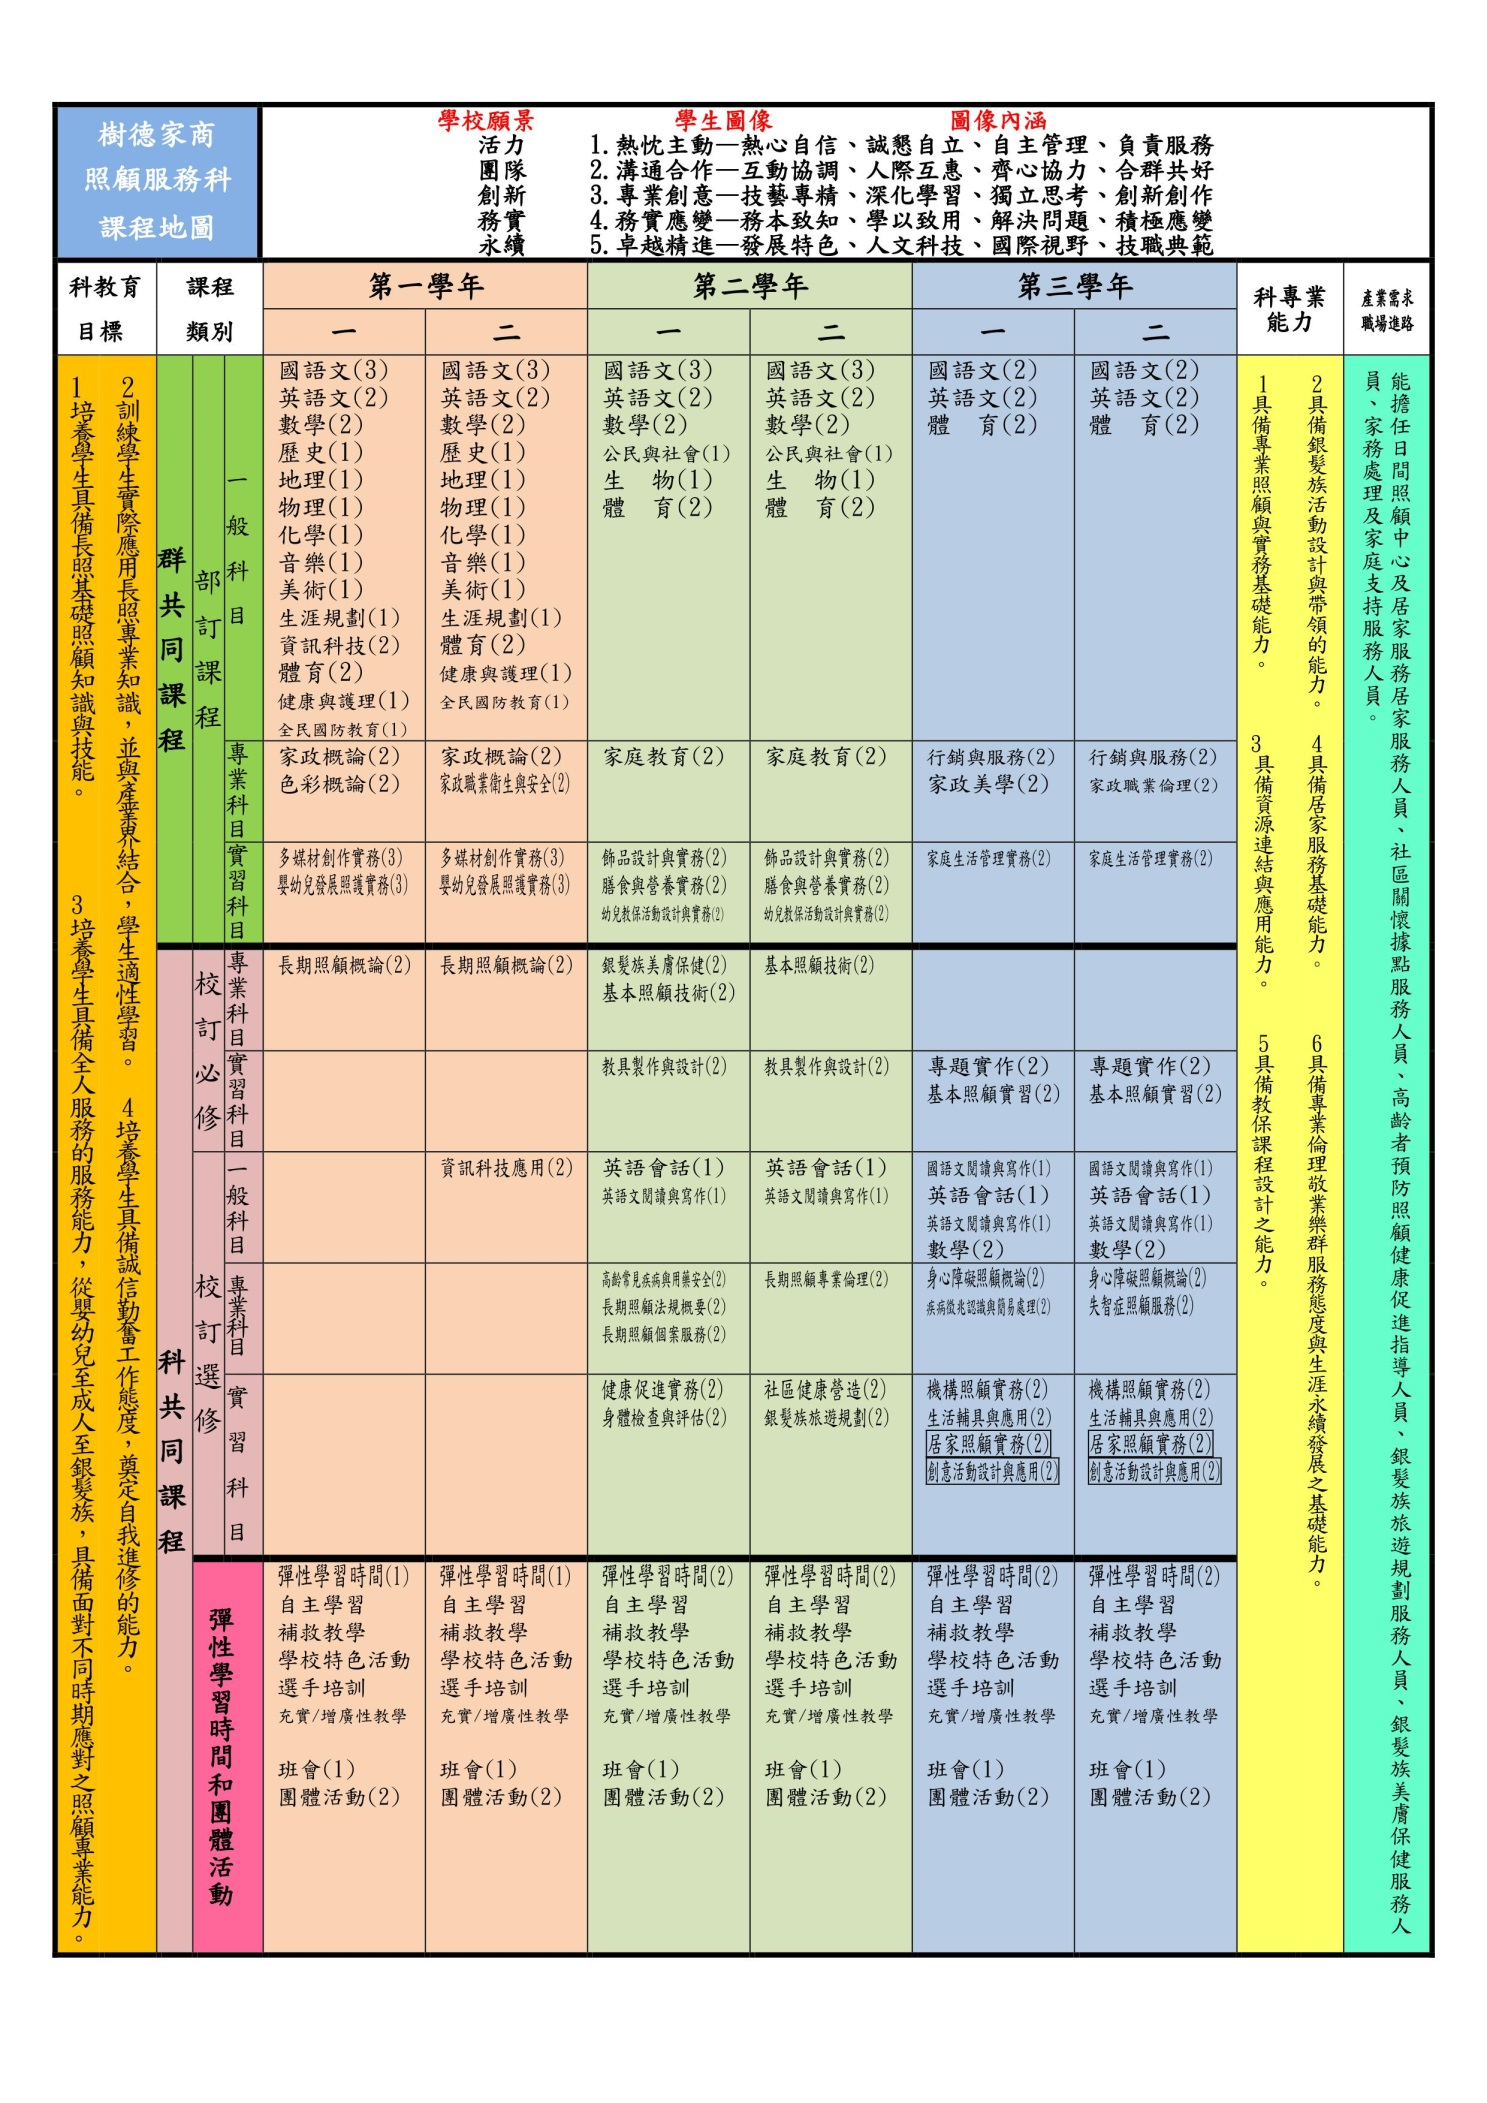 樹德家商
照顧服務科
課程地圖
學校願景 學生圖像 圖像內涵
活力 1.熱忱主動—熱心自信、誠懇自立、自主管理、負責服務
團隊 2.溝通合作—互動協調、人際互惠、齊心協力、合群共好
創新 3.專業創意—技藝專精、深化學習、獨立思考、創新創作
務實 4.務實應變—務本致知、學以致用、解決問題、積極應變
永續 5.卓越精進—發展特色、人文科技、國際視野、技職典範
科教育
目標
課程
類別
第一學年
第二學年
第三學年
一
二
一
二
一
二
科專業
能力
產業需求
職場進路
1培養學生具備長照基礎照顧知識與技能。
2訓練學生實際應用長照專業知識，並與產業界結合，學生適性學習。
3培養學生具備全人服務的服務能力，從嬰幼兒至成人至銀髮族，具備面對不同時期應對之照顧專業能力。
4培養學生具備誠信勤奮工作態度，奠定自我進修的能力。
群共同課程
部訂課程
一般科目
國語文(3)
英語文(2)
數學(2)
歷史(1)
地理(1)
物理(1)
化學(1)
音樂(1)
美術(1)
生涯規劃(1)
資訊科技(2)
體育(2)
健康與護理(1)
全民國防教育(1)
國語文(3)
英語文(2)
數學(2)
歷史(1)
地理(1)
物理(1)
化學(1)
音樂(1)
美術(1)
生涯規劃(1)
體育(2)
健康與護理(1)
全民國防教育(1)
國語文(3)
英語文(2)
數學(2)
公民與社會(1)
生 物(1)
體 育(2)
國語文(3)
英語文(2)
數學(2)
公民與社會(1)
生 物(1)
體 育(2)
國語文(2)
英語文(2)
體 育(2)
國語文(2)
英語文(2)
體 育(2)
專業科目
家政概論(2)
色彩概論(2)
家政概論(2)
家政職業衛生與安全(2)
家庭教育(2)
家庭教育(2)
行銷與服務(2)
家政美學(2)
行銷與服務(2)
家政職業倫理(2)
實習科目
多媒材創作實務(3)
嬰幼兒發展照護實務(3)
多媒材創作實務(3)
嬰幼兒發展照護實務(3)
飾品設計與實務(2)
膳食與營養實務(2)
幼兒教保活動設計與實務(2)
飾品設計與實務(2)
膳食與營養實務(2)
幼兒教保活動設計與實務(2)
家庭生活管理實務(2)
家庭生活管理實務(2)
科共同課程
校訂必修
專業科目
長期照顧概論(2)
長期照顧概論(2)
銀髮族美膚保健(2)
基本照顧技術(2)
基本照顧技術(2)
實習科目
教具製作與設計(2)
教具製作與設計(2)
專題實作(2)
基本照顧實習(2)
專題實作(2)
基本照顧實習(2)
校訂選修
一般科目
資訊科技應用(2)
英語會話(1)
英語文閱讀與寫作(1)
英語會話(1)
英語文閱讀與寫作(1)
國語文閱讀與寫作(1)
英語會話(1)
英語文閱讀與寫作(1)
數學(2)
國語文閱讀與寫作(1)
英語會話(1)
英語文閱讀與寫作(1)
數學(2)
專業科目
高齡常見疾病與用藥安全(2)
長期照顧法規概要(2)
長期照顧個案服務(2)
長期照顧專業倫理(2)
身心障礙照顧概論(2)
疾病徵兆認識與簡易處理(2)
身心障礙照顧概論(2)
失智症照顧服務(2)
實習科目
健康促進實務(2)
身體檢查與評估(2)
社區健康營造(2)
銀髮族旅遊規劃(2)
機構照顧實務(2)
生活輔具與應用(2)
居家照顧實務(2)
創意活動設計與應用(2)
機構照顧實務(2)
生活輔具與應用(2)
居家照顧實務(2)
創意活動設計與應用(2)
彈性學習時間和團體活動
彈性學習時間(1)
自主學習
補救教學
學校特色活動
選手培訓
充實/增廣性教學
班會(1)
團體活動(2)
彈性學習時間(1)
自主學習
補救教學
學校特色活動
選手培訓
充實/增廣性教學
班會(1)
團體活動(2)
彈性學習時間(2)
自主學習
補救教學
學校特色活動
選手培訓
充實/增廣性教學
班會(1)
團體活動(2)
彈性學習時間(2)
自主學習
補救教學
學校特色活動
選手培訓
充實/增廣性教學
班會(1)
團體活動(2)
彈性學習時間(2)
自主學習
補救教學
學校特色活動
選手培訓
充實/增廣性教學
班會(1)
團體活動(2)
彈性學習時間(2)
自主學習
補救教學
學校特色活動
選手培訓
充實/增廣性教學
班會(1)
團體活動(2)
1具備專業照顧與實務基礎能力。
2具備銀髮族活動設計與帶領的能力。
3具備資源連結與應用能力。
4具備居家服務基礎能力。
5具備教保課程設計之能力。
6具備專業倫理敬業樂群服務態度與生涯永續發展之基礎能力。
能擔任日間照顧中心及居家服務居家服務人員、社區關懷據點服務人員、高齡者預防照顧健康促進指導人員、銀髮族旅遊規劃服務人員、銀髮族美膚保健服務人
員、家務處理及家庭支持服務人員。